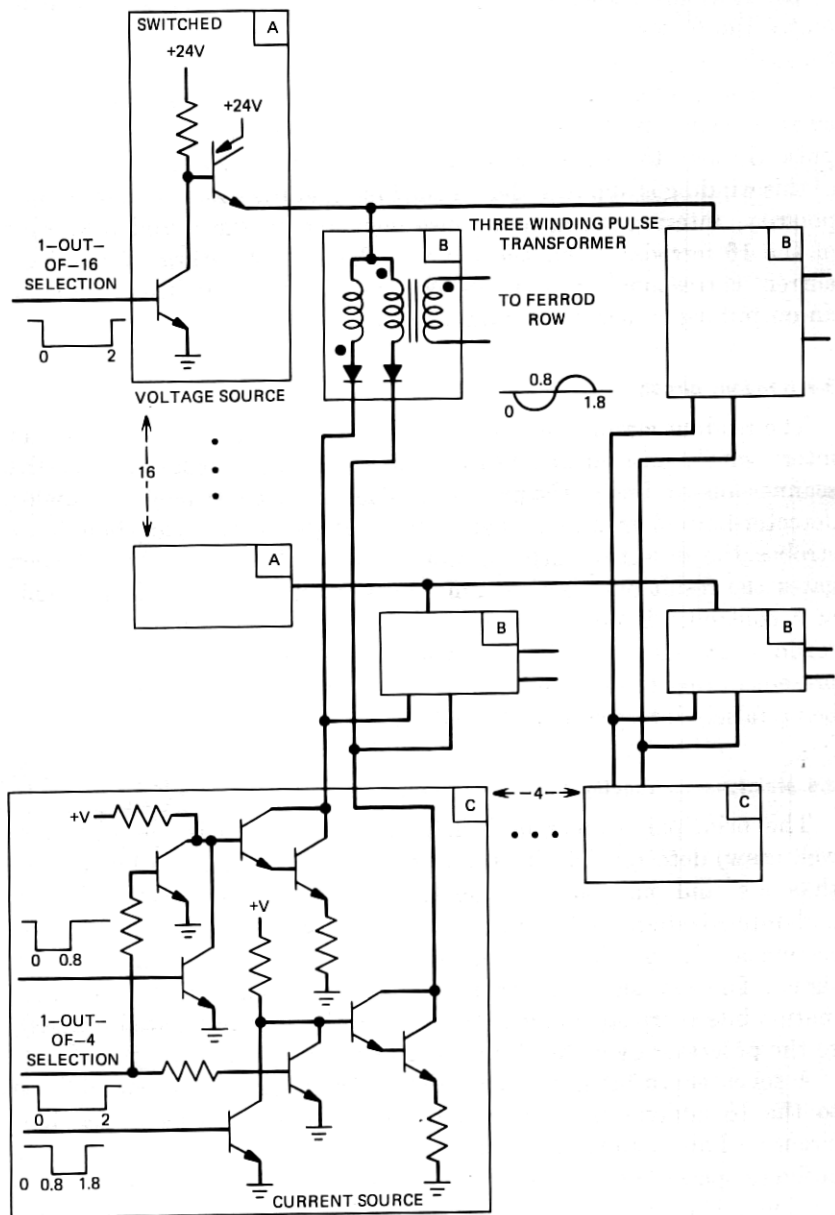 SWITCHED
A
+24V
+24V
1-OUT-
OF-16
SELECTION
0 2
VOLTAGE SOURCE
16
B
THREE WINDING PULSE
TRANSFORMER
TO FERROD
ROW
0.8
0 1.8
B
A
B
B
C
+V
0 0.8
+V
1-OUT-
OF-4
SELECTION
0 2
0 0.8 1.8
CURRENT SOURCE
4
C